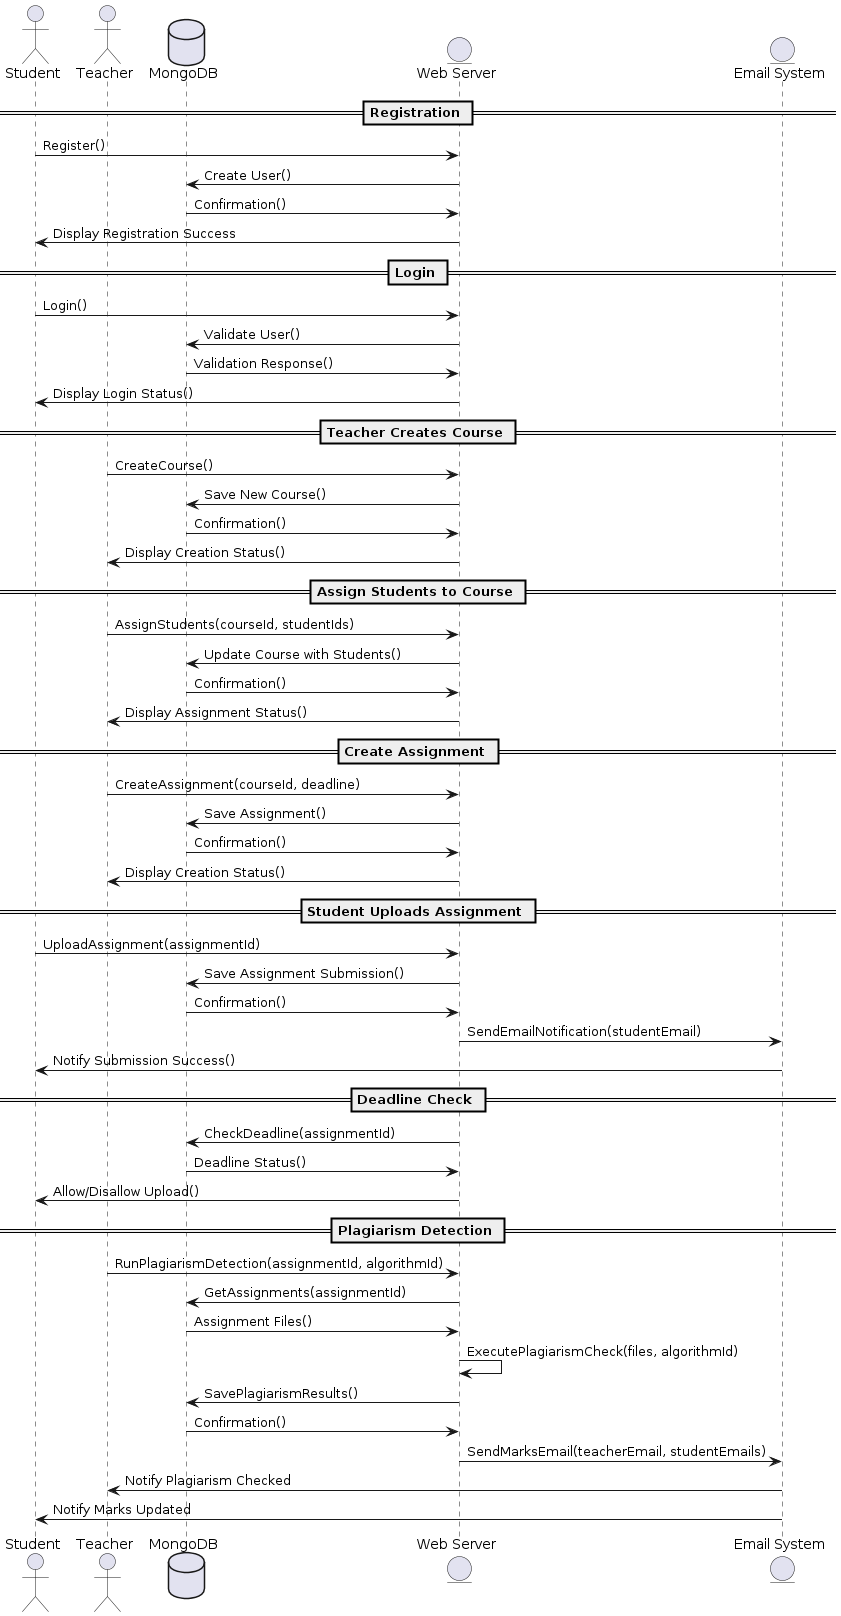 Student
Teacher
MongoDB
Web Server
Email System
Registration
Register()
Create User()
Confirmation()
Display Registration Success
Login
Login()
Validate User()
Validation Response()
Display Login Status()
Teacher Creates Course
CreateCourse()
Save New Course()
Confirmation()
Display Creation Status()
Assign Students to Course
AssignStudents(courseId, studentIds)
Update Course with Students()
Confirmation()
Display Assignment Status()
Create Assignment
CreateAssignment(courseId, deadline)
Save Assignment()
Confirmation()
Display Creation Status()
Student Uploads Assignment
UploadAssignment(assignmentId)
Save Assignment Submission()
Confirmation()
SendEmailNotification(studentEmail)
Notify Submission Success()
Deadline Check
CheckDeadline(assignmentId)
Deadline Status()
Allow/Disallow Upload()
Plagiarism Detection
RunPlagiarismDetection(assignmentId, algorithmId)
GetAssignments(assignmentId)
Assignment Files()
ExecutePlagiarismCheck(files, algorithmId)
SavePlagiarismResults()
Confirmation()
SendMarksEmail(teacherEmail, studentEmails)
Notify Plagiarism Checked
Notify Marks Updated
Student
Teacher
MongoDB
Web Server
Email System